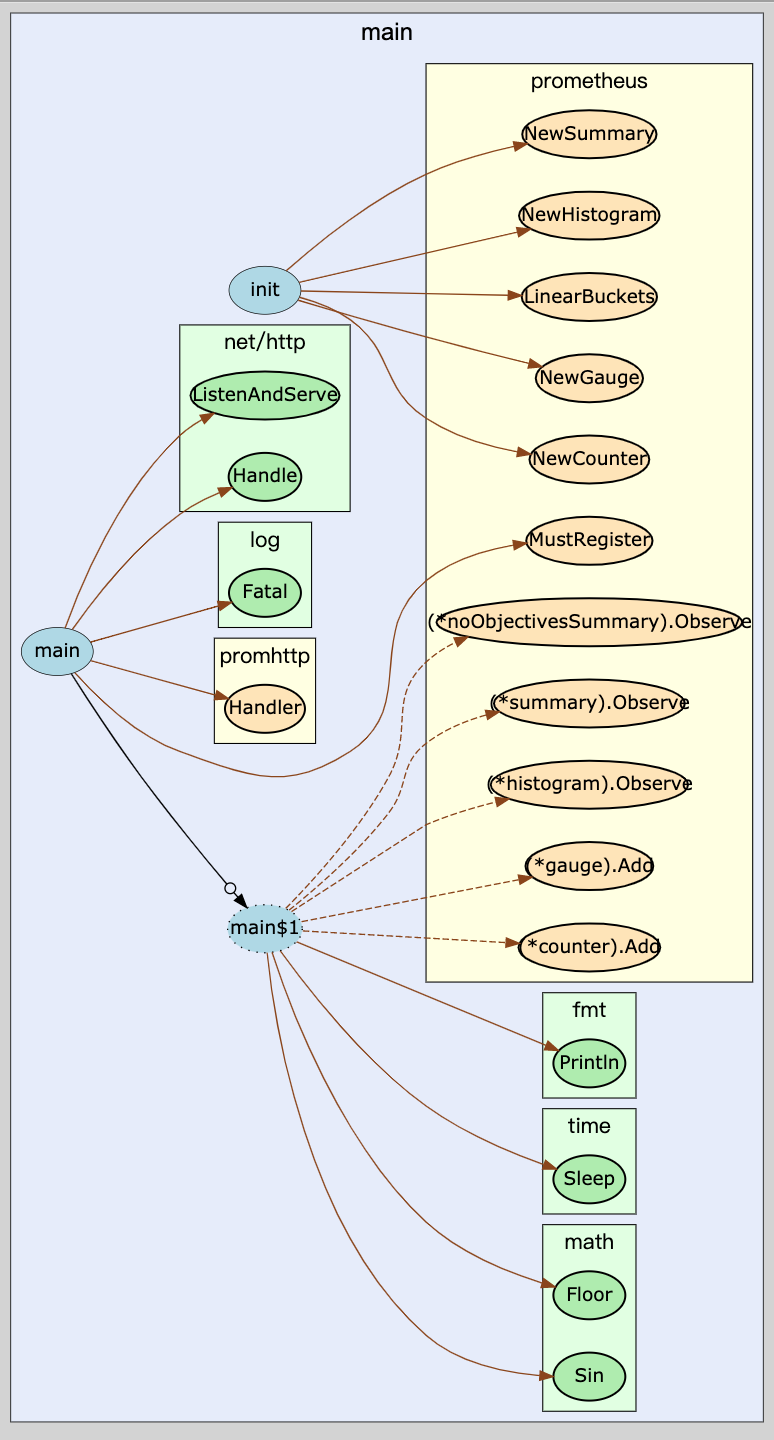 main
prometheus
NewSummary
NewHistogram
init
LinearBuckets
net/http
NewGauge
ListenAndServe
NewCounter
Handle
log
MustRegister
Fatal
(*noObjectivesSummary).Observe
main
promhttp
(*summary).Observe
Handler
(*histogram).Observe
(*gauge).Add
main$1
(*counter).Add
fmt
Println
time
Sleep
math
Floor
Sin